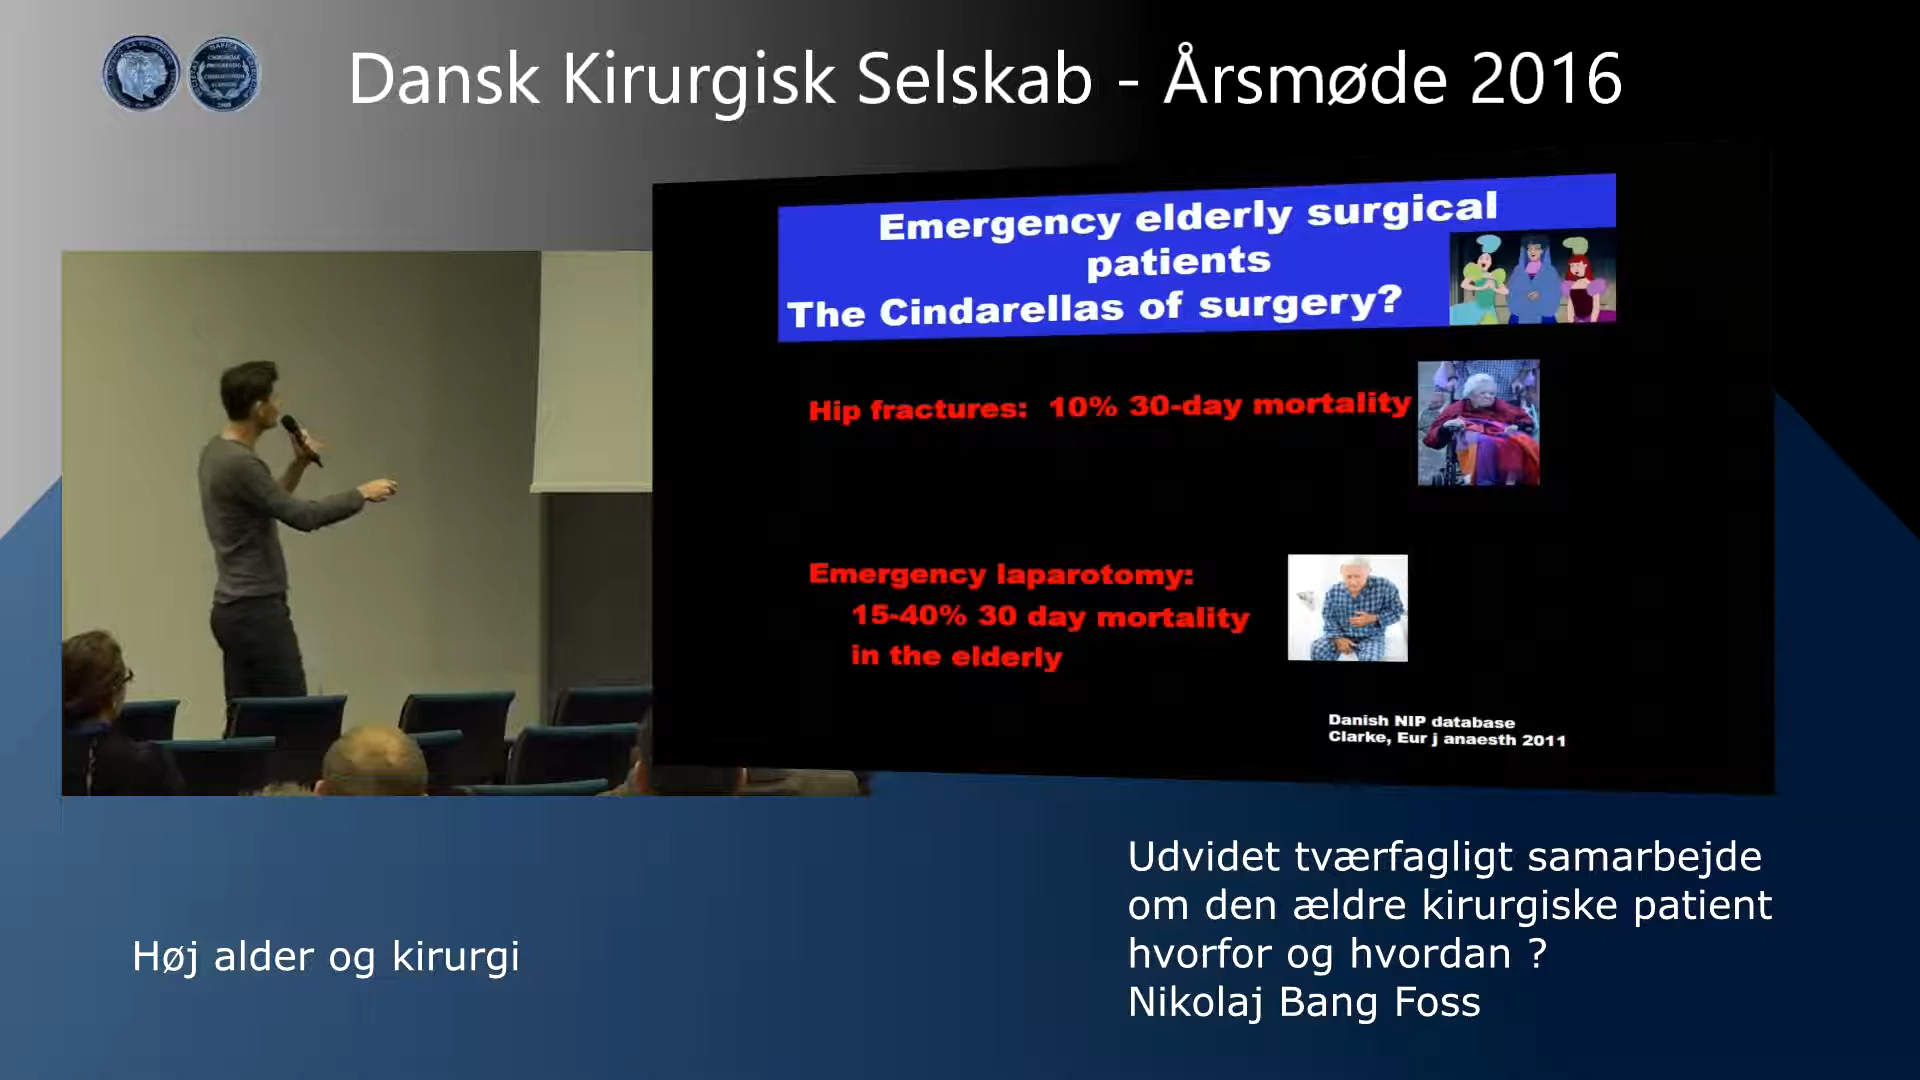 Dansk Kirurgisk Selskab - Årsmøde 2016
Emergency elderly surgical
patients
The Cindarellas of surgery?
Hip fractures: 10% 30-day mortality
Emergency laparotomy:
15-40% 30 day mortality
in the elderly
Danish NIP database
Clarke, Eur j anaesth 2011
Høj alder og kirurgi
Udvidet tværfagligt samarbejde
om den ældre kirurgiske patient
hvorfor og hvordan ?
Nikolaj Bang Foss